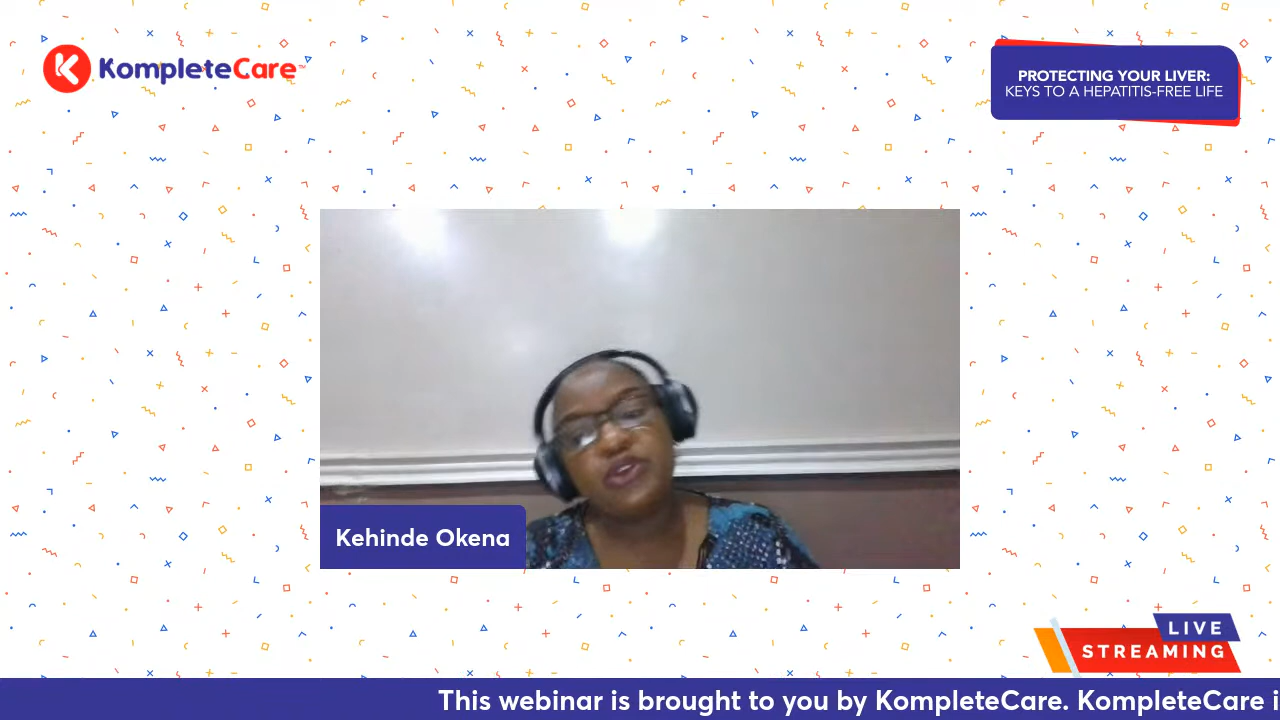 KompleteCare™
PROTECTING YOUR LIVER:
KEYS TO A HEPATITIS-FREE LIFE
Kehinde Okena
LIVE
STREAMING
This webinar is brought to you by KompleteCare. KompleteCare i